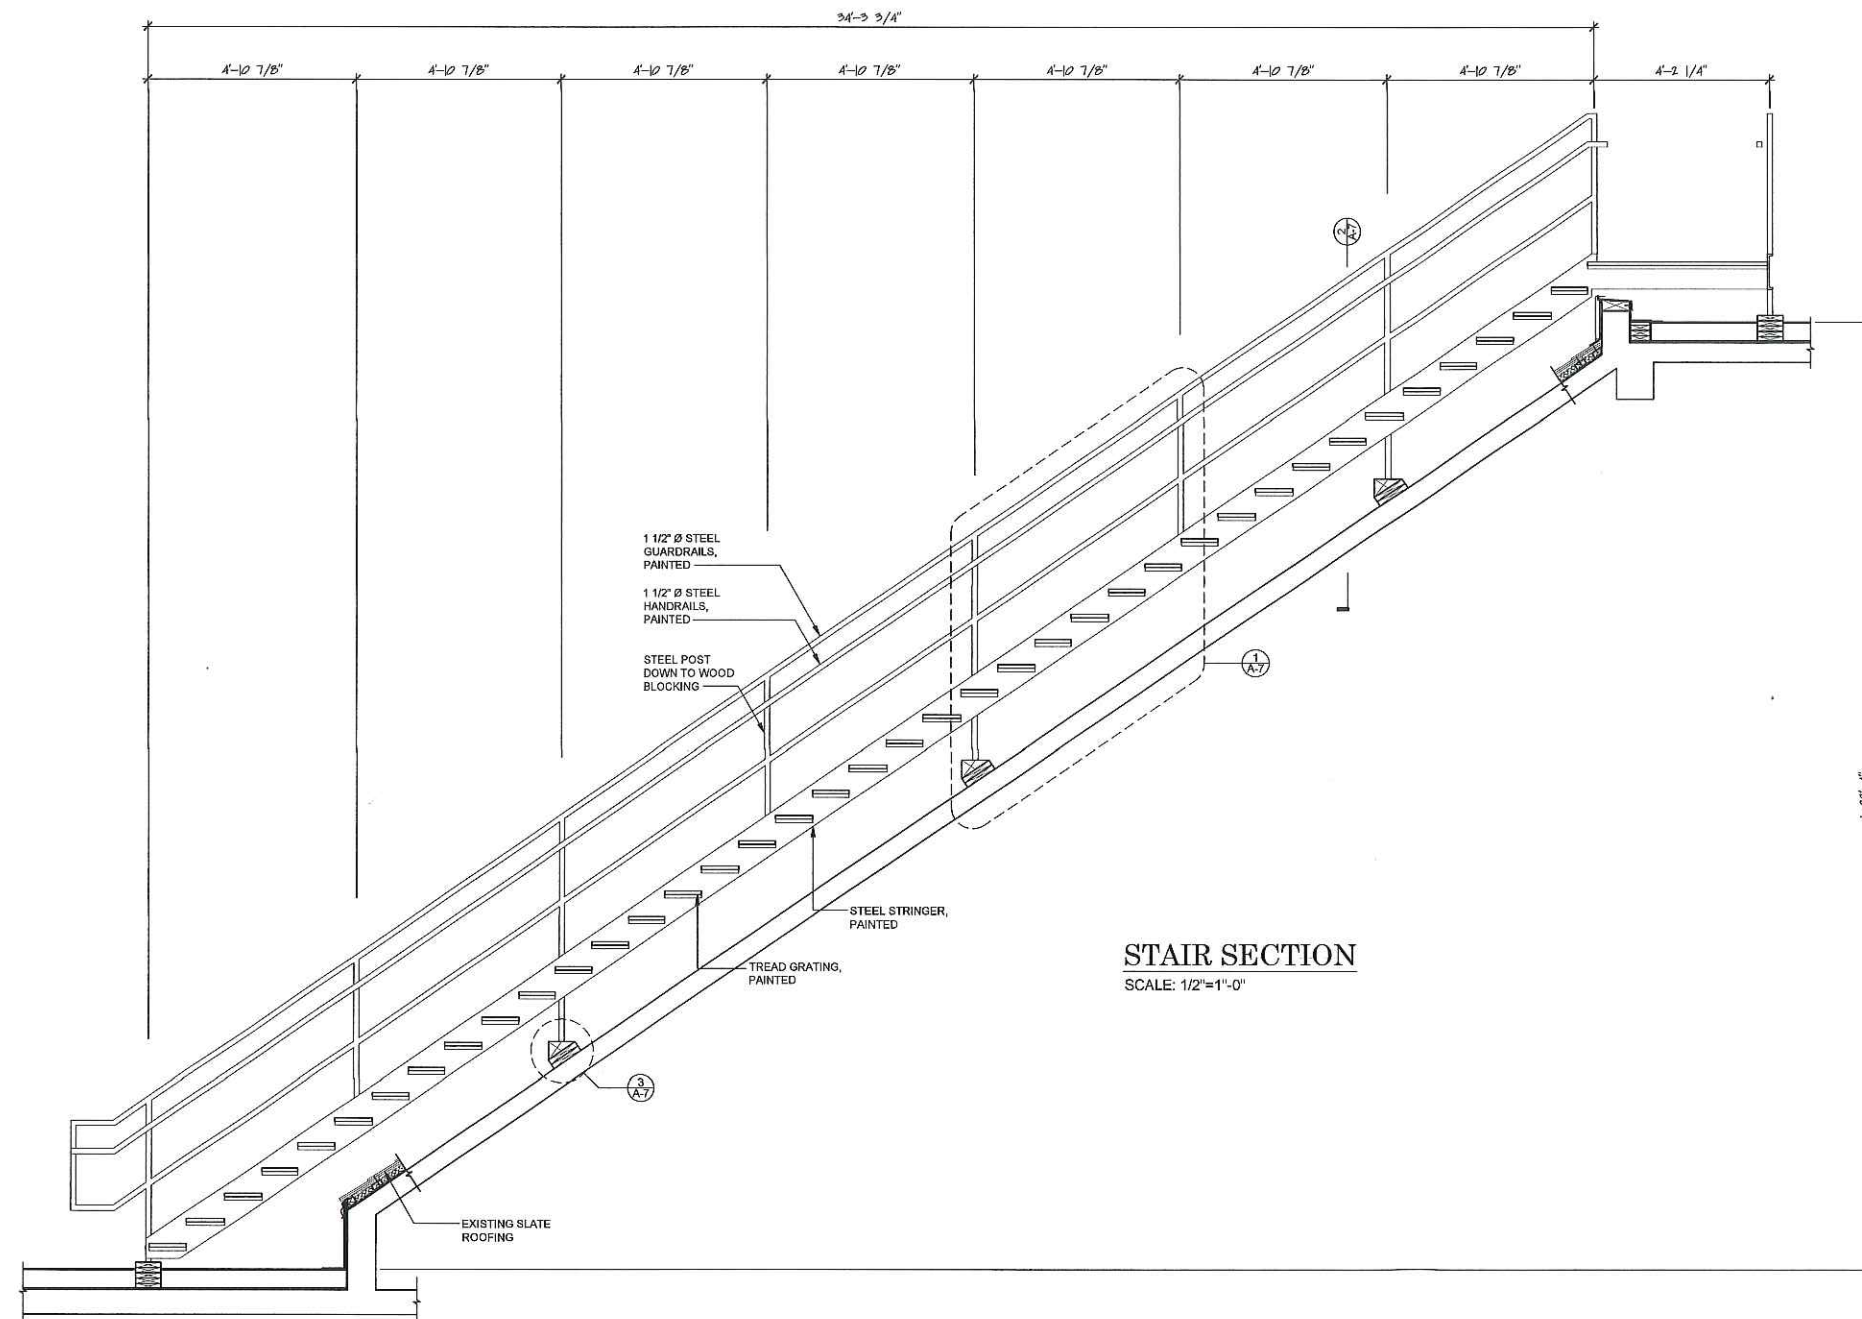 34'-3 3/4"
4'-10 7/8" 4'-10 7/8" 4'-10 7/8" 4'-10 7/8" 4'-10 7/8" 4'-10 7/8" 4'-10 7/8" 4'-2 1/4"
2
A-7
1 1/2" Ø STEEL
GUARDRAILS,
PAINTED
1 1/2" Ø STEEL
HANDRAILS,
PAINTED
STEEL POST
DOWN TO WOOD
BLOCKING
1
A-7
STEEL STRINGER,
PAINTED
TREAD GRATING,
PAINTED
STAIR SECTION
SCALE: 1/2"=1"-0"
3
A-7
EXISTING SLATE
ROOFING